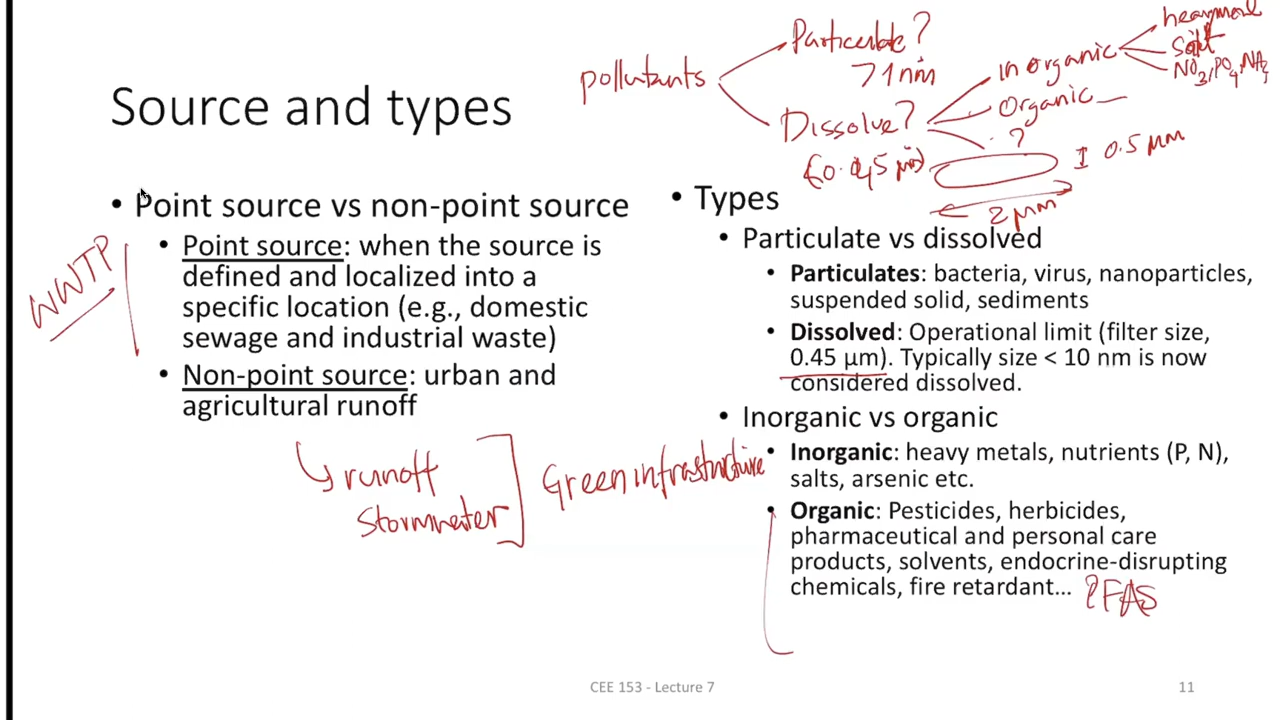 pollutants
Particulate?
>1nm
Dissolve?
(<0.45 µm)
inorganic
organic
?
heavymetal
Salt
NO3, PO4, NA
0.5 µm
2 µm
Source and types
• Point source vs non-point source
• Point source: when the source is
defined and localized into a
specific location (e.g., domestic
sewage and industrial waste)
• Non-point source: urban and
agricultural runoff
WWTP
runoff
Stormwater
Green infrastructure
• Types
• Particulate vs dissolved
• Particulates: bacteria, virus, nanoparticles,
suspended solid, sediments
• Dissolved: Operational limit (filter size,
0.45 µm). Typically size < 10 nm is now
considered dissolved.
• Inorganic vs organic
• Inorganic: heavy metals, nutrients (P, N),
salts, arsenic etc.
• Organic: Pesticides, herbicides,
pharmaceutical and personal care
products, solvents, endocrine-disrupting
chemicals, fire retardant...
PFAS
CEE 153 - Lecture 7
11